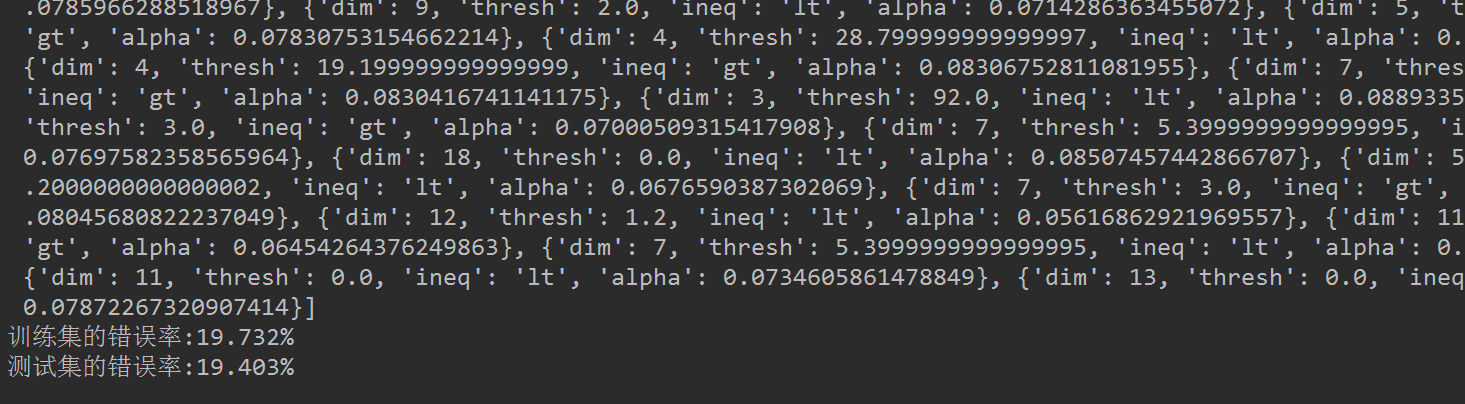 .0785966288518967}, {'dim': 9, 'thresh': 2.0, 'ineq': 'lt', 'alpha': 0.0714286363455072}, {'dim': 5, 't
'gt', 'alpha': 0.07830753154662214}, {'dim': 4, 'thresh': 28.799999999999997, 'ineq': 'lt', 'alpha': 0.
{'dim': 4, 'thresh': 19.1999999999999999, 'ineq': 'gt', 'alpha': 0.08306752811081955}, {'dim': 7, 'thres
'ineq': 'gt', 'alpha': 0.0830416741141175}, {'dim': 3, 'thresh': 92.0, 'ineq': 'lt', 'alpha': 0.0889335
'thresh': 3.0, 'ineq': 'gt', 'alpha': 0.07000509315417908}, {'dim': 7, 'thresh': 5.3999999999999995, 'i
0.07697582358565964}, {'dim': 18, 'thresh': 0.0, 'ineq': 'lt', 'alpha': 0.08507457442866707}, {'dim': 5
.2000000000000002, 'ineq': 'lt', 'alpha': 0.0676590387302069}, {'dim': 7, 'thresh': 3.0, 'ineq': 'gt',
.08045680822237049}, {'dim': 12, 'thresh': 1.2, 'ineq': 'lt', 'alpha': 0.05616862921969557}, {'dim': 11
'gt', 'alpha': 0.06454264376249863}, {'dim': 7, 'thresh': 5.3999999999999995, 'ineq': 'lt', 'alpha': 0.
{'dim': 11, 'thresh': 0.0, 'ineq': 'lt', 'alpha': 0.0734605861478849}, {'dim': 13, 'thresh': 0.0, 'ineq
0.07872267320907414}]
训练集的错误率:19.732%
测试集的错误率:19.403%